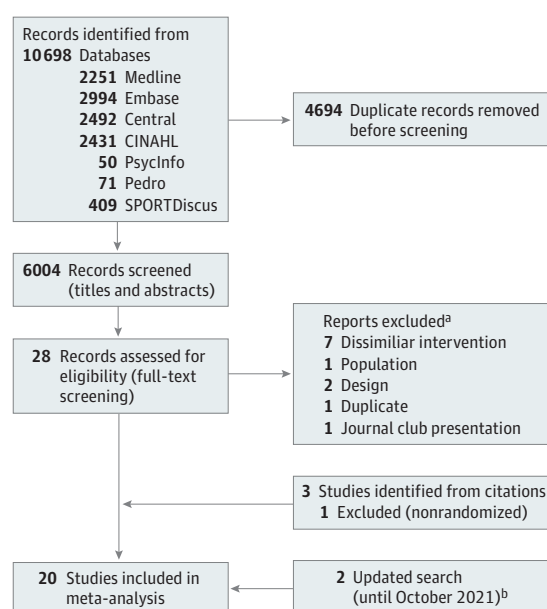 Records identified from
10 698 Databases
2251 Medline
2994 Embase
2492 Central
2431 CINAHL
50 PsycInfo
71 Pedro
409 SPORTDiscus
4694 Duplicate records removed
before screening
6004 Records screened
(titles and abstracts)
28 Records assessed for
eligibility (full-text
screening)
Reports excludedᵃ
7 Dissimiliar intervention
1 Population
2 Design
1 Duplicate
1 Journal club presentation
3 Studies identified from citations
1 Excluded (nonrandomized)
20 Studies included in
meta-analysis
2 Updated search
(until October 2021)ᵇ